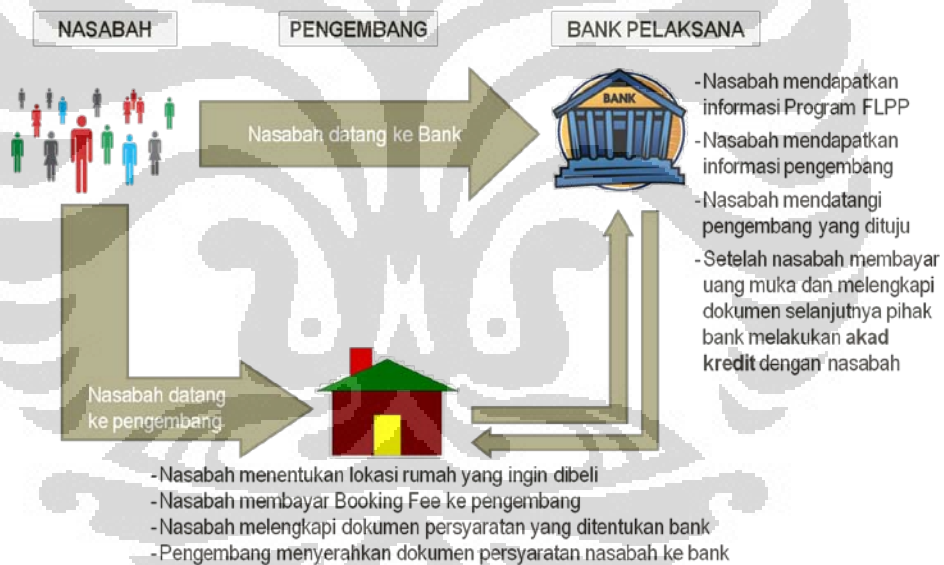 NASABAH
PENGEMBANG
BANK PELAKSANA
Nasabah datang ke Bank
BANK
-Nasabah mendapatkan
informasi Program FLPP
-Nasabah mendapatkan
informasi pengembang
-Nasabah mendatangi
pengembang yang dituju
-Setelah nasabah membayar
uang muka dan melengkapi
dokumen selanjutnya pihak
bank melakukan akad
kredit dengan nasabah
Nasabah datang
ke pengembang
-Nasabah menentukan lokasi rumah yang ingin dibeli
-Nasabah membayar Booking Fee ke pengembang
-Nasabah melengkapi dokumen persyaratan yang ditentukan bank
-Pengembang menyerahkan dokumen persyaratan nasabah ke bank